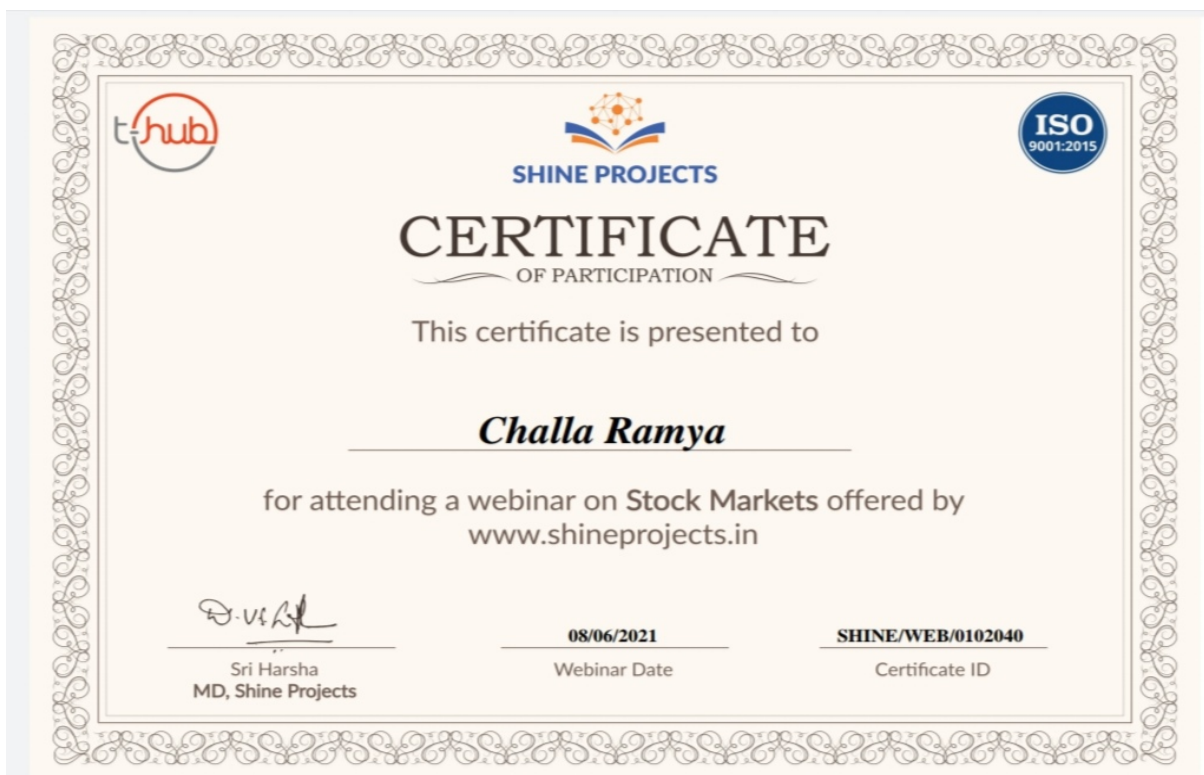 t-hub
SHINE PROJECTS
ISO
9001:2015
CERTIFICATE
OF PARTICIPATION
This certificate is presented to
Challa Ramya
for attending a webinar on Stock Markets offered by
www.shineprojects.in
08/06/2021
SHINE/WEB/0102040
Sri Harsha
MD, Shine Projects
Webinar Date
Certificate ID